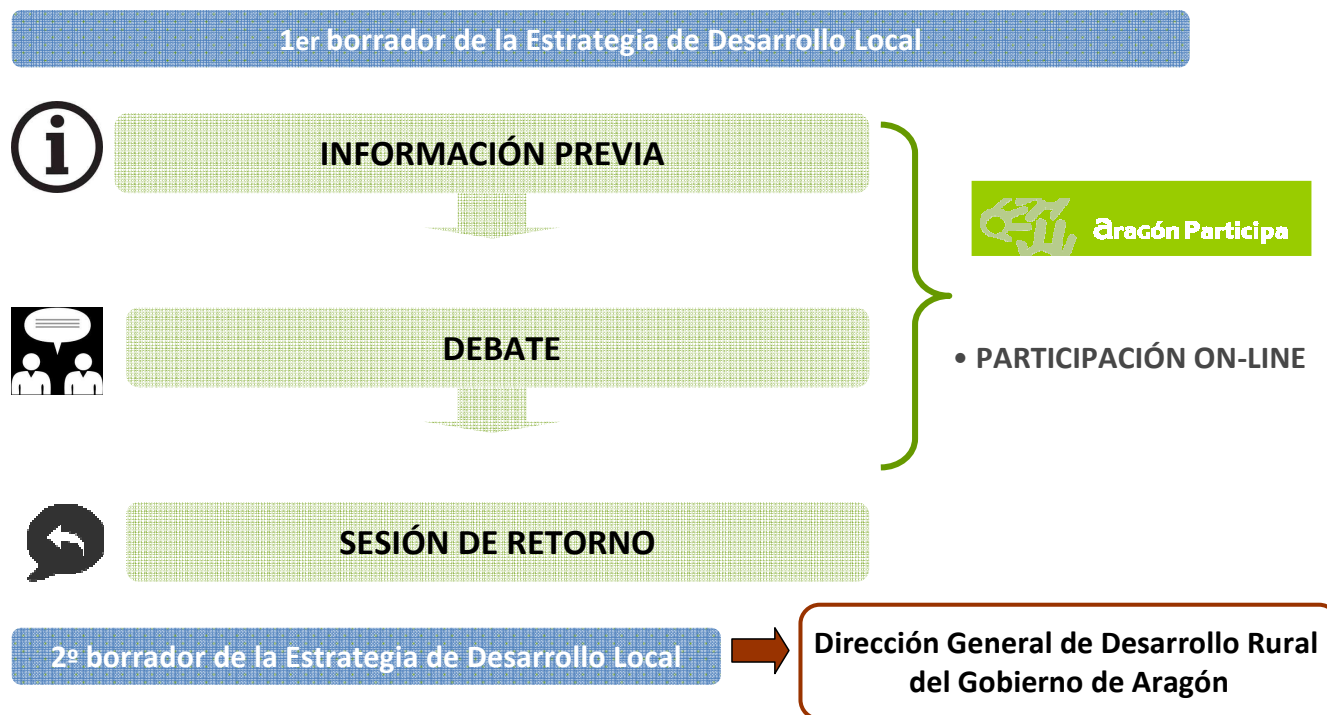 1er borrador de la Estrategia de Desarrollo Local
INFORMACIÓN PREVIA
aragón Participa
DEBATE
• PARTICIPACIÓN ON-LINE
SESIÓN DE RETORNO
2º borrador de la Estrategia de Desarrollo Local
Dirección General de Desarrollo Rural
del Gobierno de Aragón